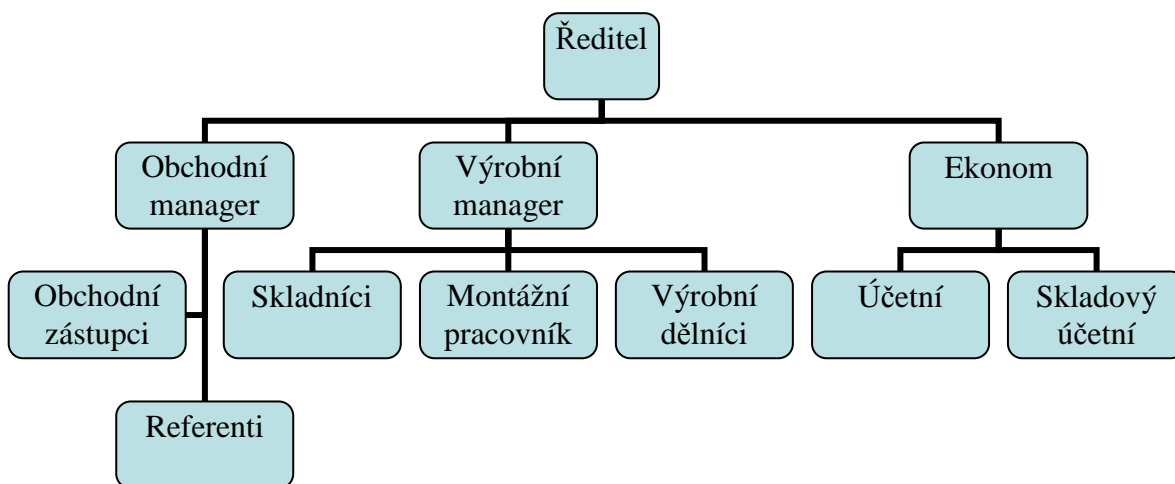 Ředitel
Obchodní
manager
Výrobní
manager
Ekonom
Obchodní
zástupci
Skladníci
Montážní
pracovník
Výrobní
dělníci
Účetní
Skladový
účetní
Referenti